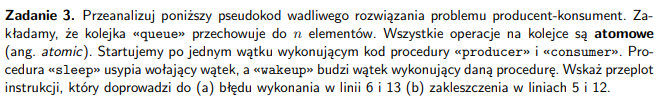 Zadanie 3. Przeanalizuj poniższy pseudokod wadliwego rozwiązania problemu producent-konsument. Za-
kładamy, że kolejka «queue» przechowuje do n elementów. Wszystkie operacje na kolejce są atomowe
(ang. atomic). Startujemy po jednym wątku wykonującym kod procedury «producer» i «consumer». Pro-
cedura «sleep» usypia wołający wątek, a «wakeup» budzi wątek wykonujący daną procedurę. Wskaż przeplot
instrukcji, który doprowadzi do (a) błędu wykonania w linii 6 i 13 (b) zakleszczenia w liniach 5 i 12.